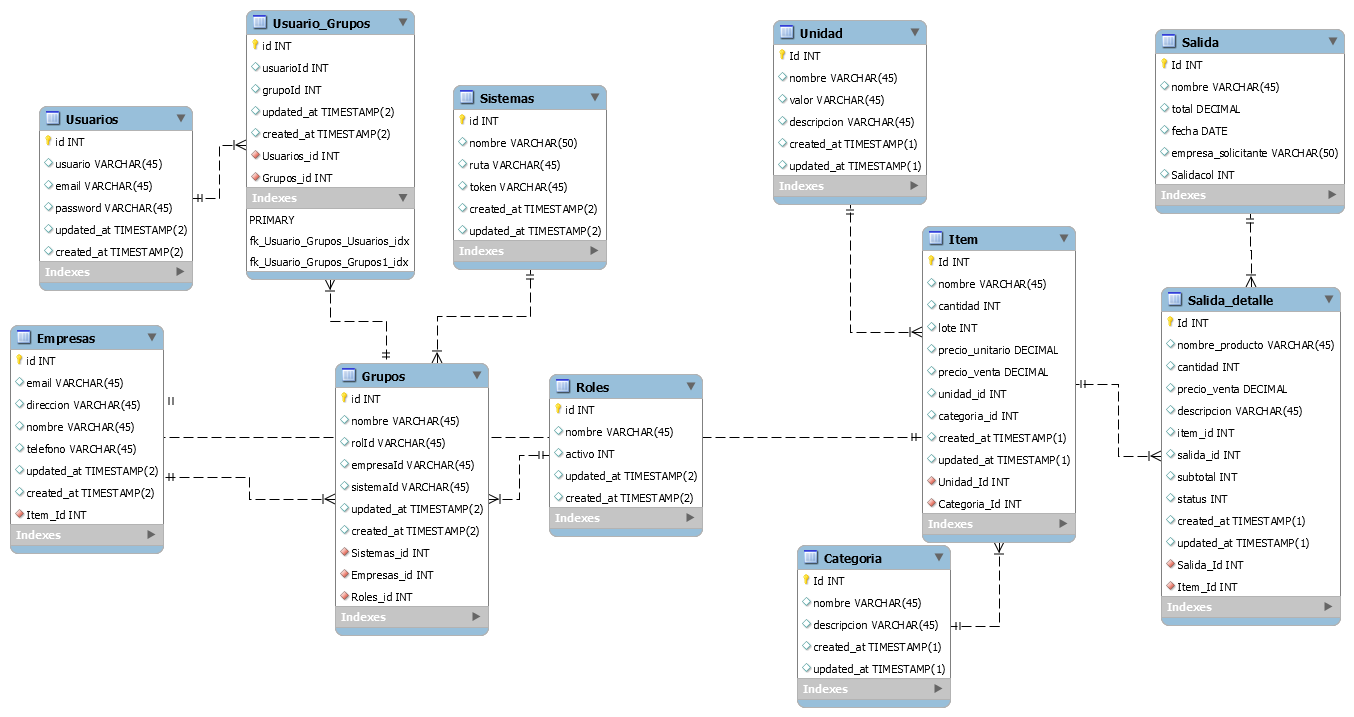 Usuario_Grupos
id INT
usuarioId INT
grupoId INT
updated_at TIMESTAMP(2)
created_at TIMESTAMP(2)
Usuarios_id INT
Grupos_id INT
Indexes
PRIMARY
fk_Usuario_Grupos_Usuarios_idx
fk_Usuario_Grupos_Grupos1_idx
Unidad
Id INT
nombre VARCHAR(45)
valor VARCHAR(45)
descripcion VARCHAR(45)
created_at TIMESTAMP(1)
updated_at TIMESTAMP(1)
Indexes
Salida
Id INT
nombre VARCHAR(45)
total DECIMAL
fecha DATE
empresa_solicitante VARCHAR(50)
Salidacol INT
Indexes
Sistemas
id INT
nombre VARCHAR(50)
ruta VARCHAR(45)
token VARCHAR(45)
created_at TIMESTAMP(2)
updated_at TIMESTAMP(2)
Indexes
Usuarios
id INT
usuario VARCHAR(45)
email VARCHAR(45)
password VARCHAR(45)
updated_at TIMESTAMP(2)
created_at TIMESTAMP(2)
Indexes
Item
Id INT
nombre VARCHAR(45)
cantidad INT
lote INT
precio_unitario DECIMAL
precio_venta DECIMAL
unidad_id INT
categoria_id INT
created_at TIMESTAMP(1)
updated_at TIMESTAMP(1)
Unidad_Id INT
Categoria_Id INT
Indexes
Salida_detalle
Id INT
nombre_producto VARCHAR(45)
cantidad INT
precio_venta DECIMAL
descripcion VARCHAR(45)
item_id INT
salida_id INT
subtotal INT
status INT
created_at TIMESTAMP(1)
updated_at TIMESTAMP(1)
Salida_Id INT
Item_Id INT
Indexes
Empresas
id INT
email VARCHAR(45)
direccion VARCHAR(45)
nombre VARCHAR(45)
telefono VARCHAR(45)
updated_at TIMESTAMP(2)
created_at TIMESTAMP(2)
Item_Id INT
Indexes
Grupos
id INT
nombre VARCHAR(45)
rolId VARCHAR(45)
empresaId VARCHAR(45)
sistemaId VARCHAR(45)
updated_at TIMESTAMP(2)
created_at TIMESTAMP(2)
Sistemas_id INT
Empresas_id INT
Roles_id INT
Indexes
Roles
id INT
nombre VARCHAR(45)
activo INT
updated_at TIMESTAMP(2)
created_at TIMESTAMP(2)
Indexes
Categoria
Id INT
nombre VARCHAR(45)
descripcion VARCHAR(45)
created_at TIMESTAMP(1)
updated_at TIMESTAMP(1)
Indexes